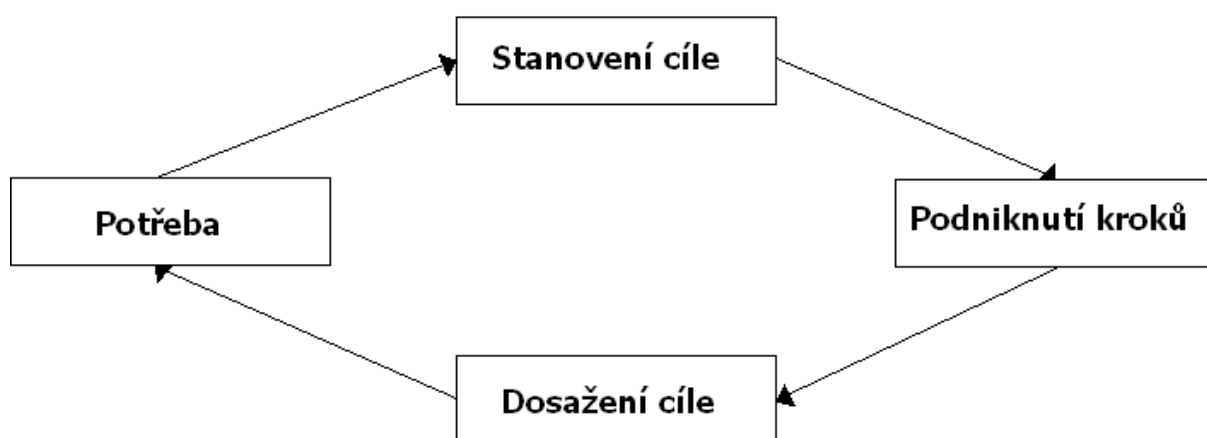 Stanovení cíle
Potřeba
Podniknutí kroků
Dosažení cíle